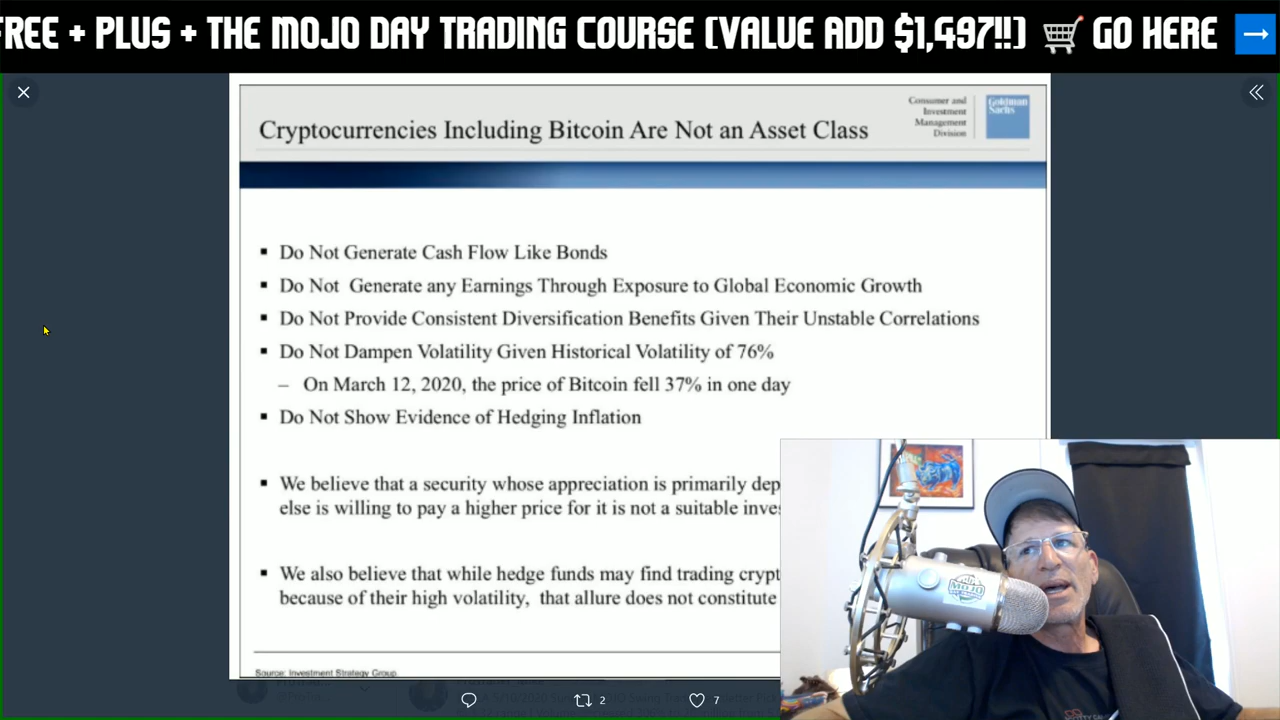 FREE + PLUS + THE MOJO DAY TRADING COURSE (VALUE ADD $1,497!!) GO HERE
Consumer and
Investment
Management
Division
Goldman
Sachs
Cryptocurrencies Including Bitcoin Are Not an Asset Class
▪ Do Not Generate Cash Flow Like Bonds
▪ Do Not Generate any Earnings Through Exposure to Global Economic Growth
▪ Do Not Provide Consistent Diversification Benefits Given Their Unstable Correlations
▪ Do Not Dampen Volatility Given Historical Volatility of 76%
– On March 12, 2020, the price of Bitcoin fell 37% in one day
▪ Do Not Show Evidence of Hedging Inflation
▪ We believe that a security whose appreciation is primarily dep
else is willing to pay a higher price for it is not a suitable inve
▪ We also believe that while hedge funds may find trading crypt
because of their high volatility, that allure does not constitute
Source: Investment Strategy Group.
2
7
MOJO